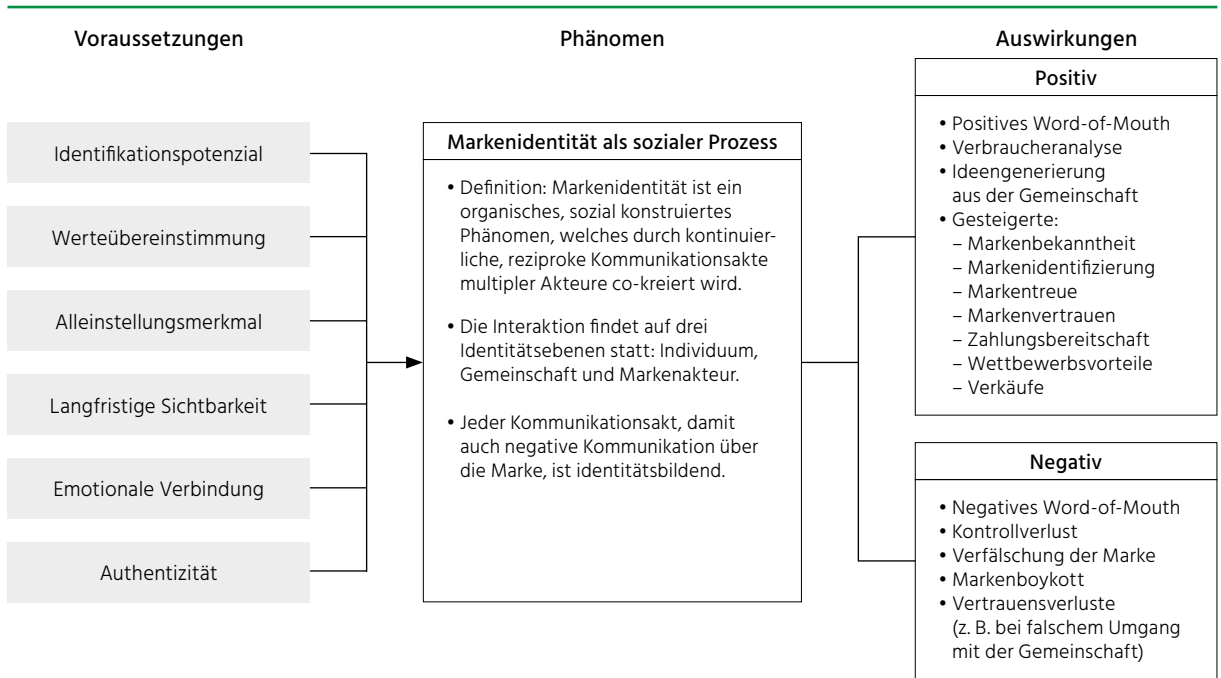 Voraussetzungen
Identifikationspotenzial
Werteübereinstimmung
Alleinstellungsmerkmal
Langfristige Sichtbarkeit
Emotionale Verbindung
Authentizität
Phänomen
Markenidentität als sozialer Prozess
• Definition: Markenidentität ist ein
organisches, sozial konstruiertes
Phänomen, welches durch kontinuier-
liche, reziproke Kommunikationsakte
multipler Akteure co-kreiert wird.
• Die Interaktion findet auf drei
Identitätsebenen statt: Individuum,
Gemeinschaft und Markenakteur.
• Jeder Kommunikationsakt, damit
auch negative Kommunikation über
die Marke, ist identitätsbildend.
Auswirkungen
Positiv
• Positives Word-of-Mouth
• Verbraucheranalyse
• Ideengenerierung
aus der Gemeinschaft
• Gesteigerte:
– Markenbekanntheit
– Markenidentifizierung
– Markentreue
– Markenvertrauen
– Zahlungsbereitschaft
– Wettbewerbsvorteile
– Verkäufe
Negativ
• Negatives Word-of-Mouth
• Kontrollverlust
• Verfälschung der Marke
• Markenboykott
• Vertrauensverluste
(z. B. bei falschem Umgang
mit der Gemeinschaft)